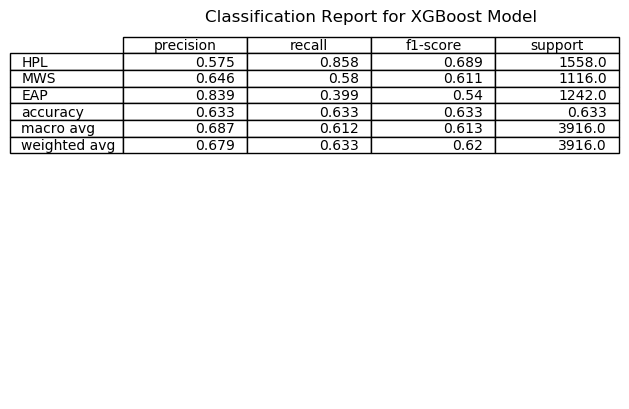 Classification Report for XGBoost Model
precision recall f1-score support
HPL 0.575 0.858 0.689 1558.0
MWS 0.646 0.58 0.611 1116.0
EAP 0.839 0.399 0.54 1242.0
accuracy 0.633 0.633 0.633 0.633
macro avg 0.687 0.612 0.613 3916.0
weighted avg 0.679 0.633 0.62 3916.0